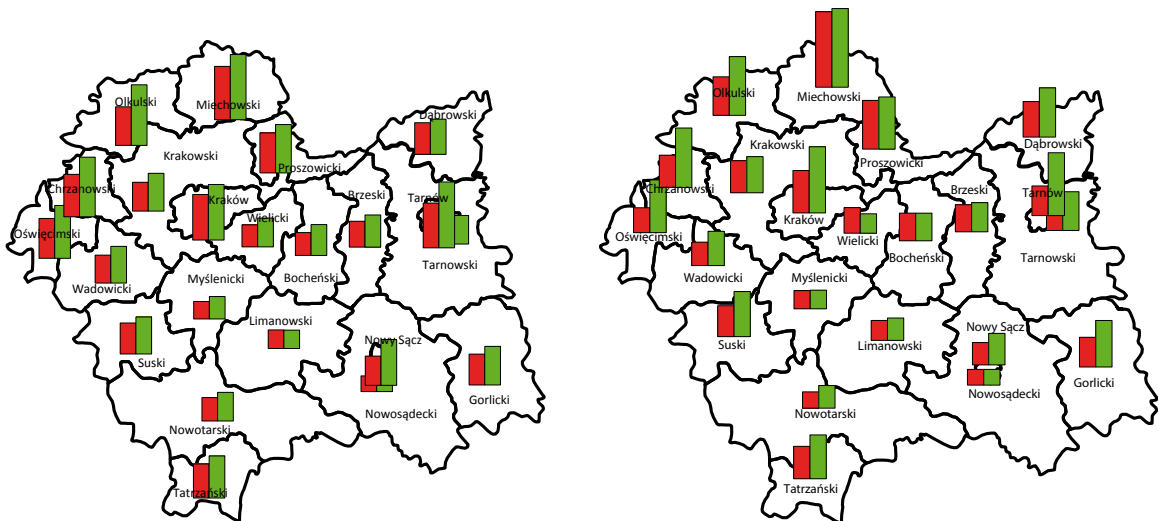 Olkulski
Miechowski
Dąbrowski
Krakowski
Proszowicki
Chrzanowski
Kraków
Brzeski
Tarnów
Wielicki
Oświęcimski
Tarnowski
Wadowicki
Myślenicki
Bocheński
Limanowski
Nowy Sącz
Suski
Gorlicki
Nowosądecki
Nowotarski
Tatrzański
Olkulski
Miechowski
Krakowski
Dąbrowski
Proszowicki
Chrzanowski
Kraków
Brzeski
Tarnów
Wielicki
Oświęcimski
Bocheński
Tarnowski
Wadowicki
Myślenicki
Nowy Sącz
Suski
Limanowski
Gorlicki
Nowosądecki
Nowotarski
Tatrzański